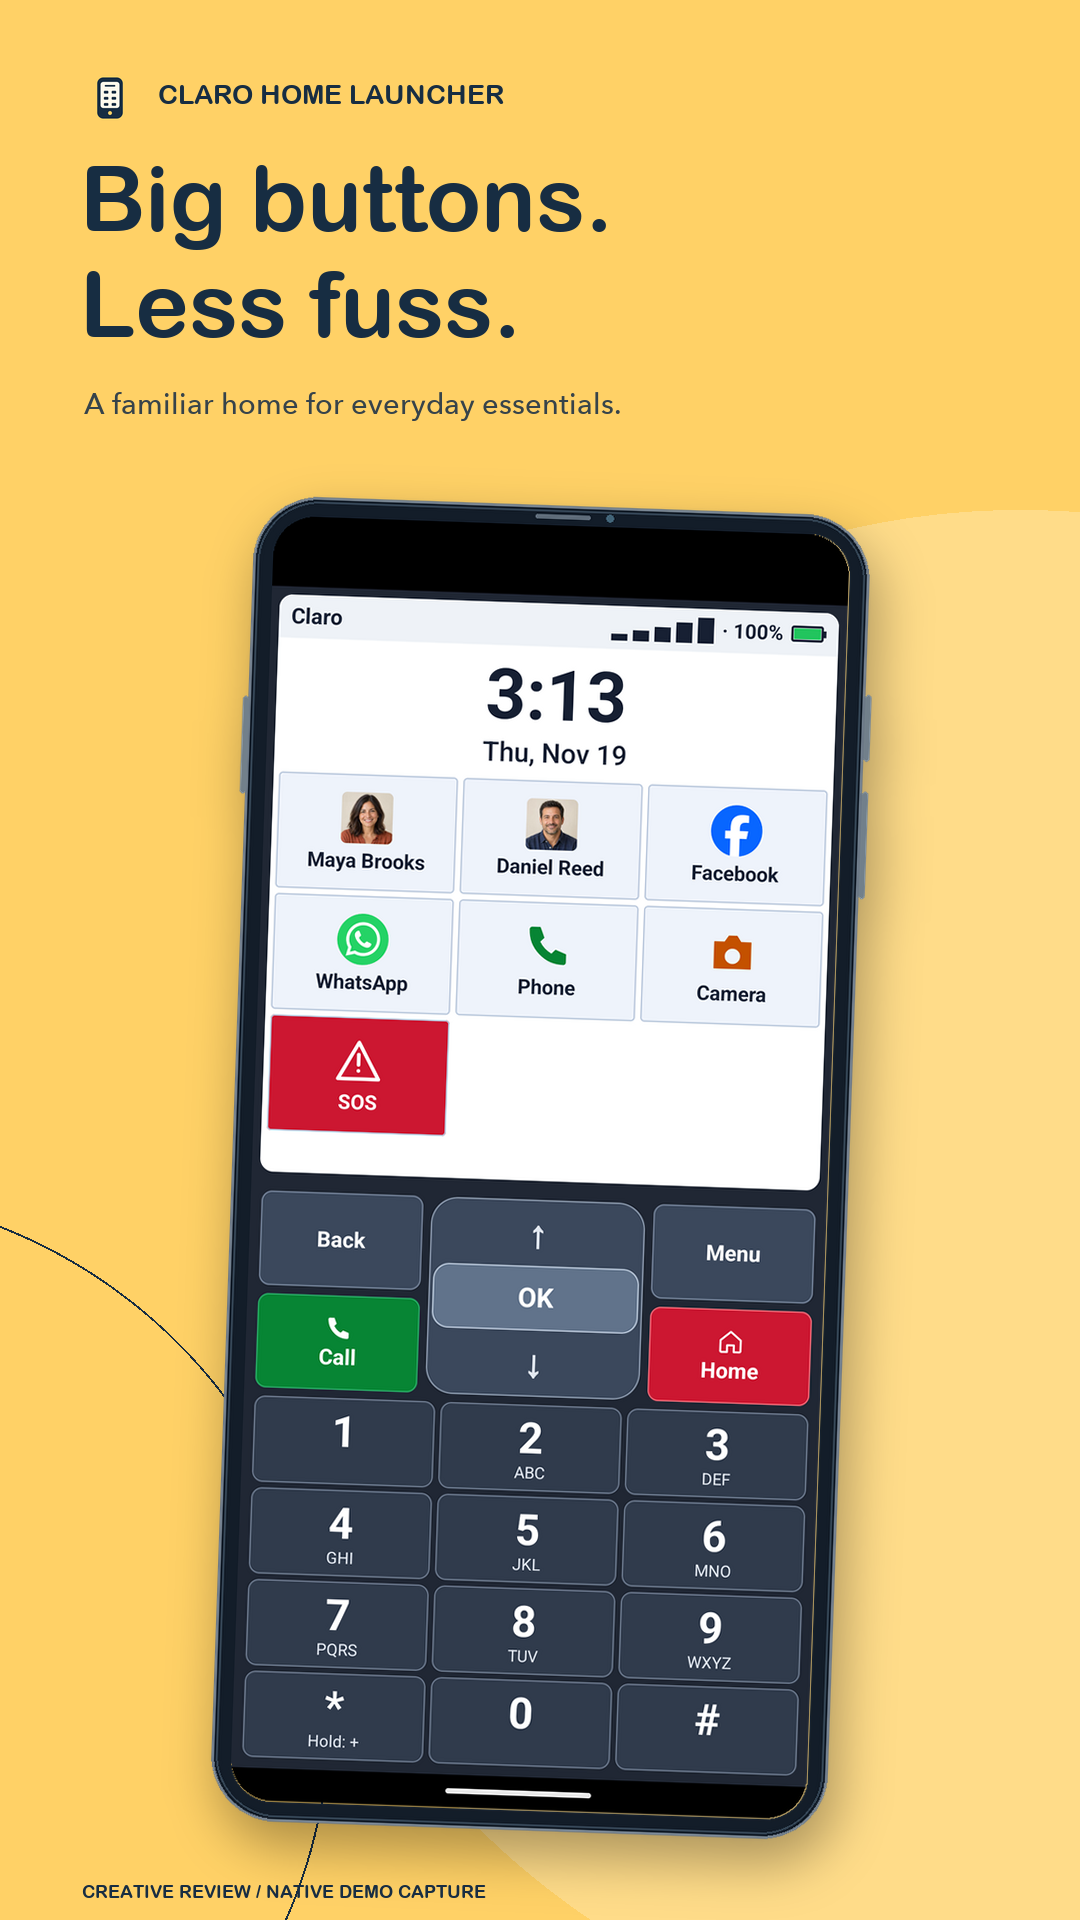 CLARO HOME LAUNCHER
Big buttons.
Less fuss.
A familiar home for everyday essentials.
Claro · 100%
3:13
Thu, Nov 19
Maya Brooks Daniel Reed Facebook
WhatsApp Phone Camera
SOS
Back ↑ Menu
OK
Call ↓ Home
1 2 3
ABC DEF
4 5 6
GHI JKL MNO
7 8 9
PQRS TUV WXYZ
* 0 #
Hold: +
CREATIVE REVIEW / NATIVE DEMO CAPTURE